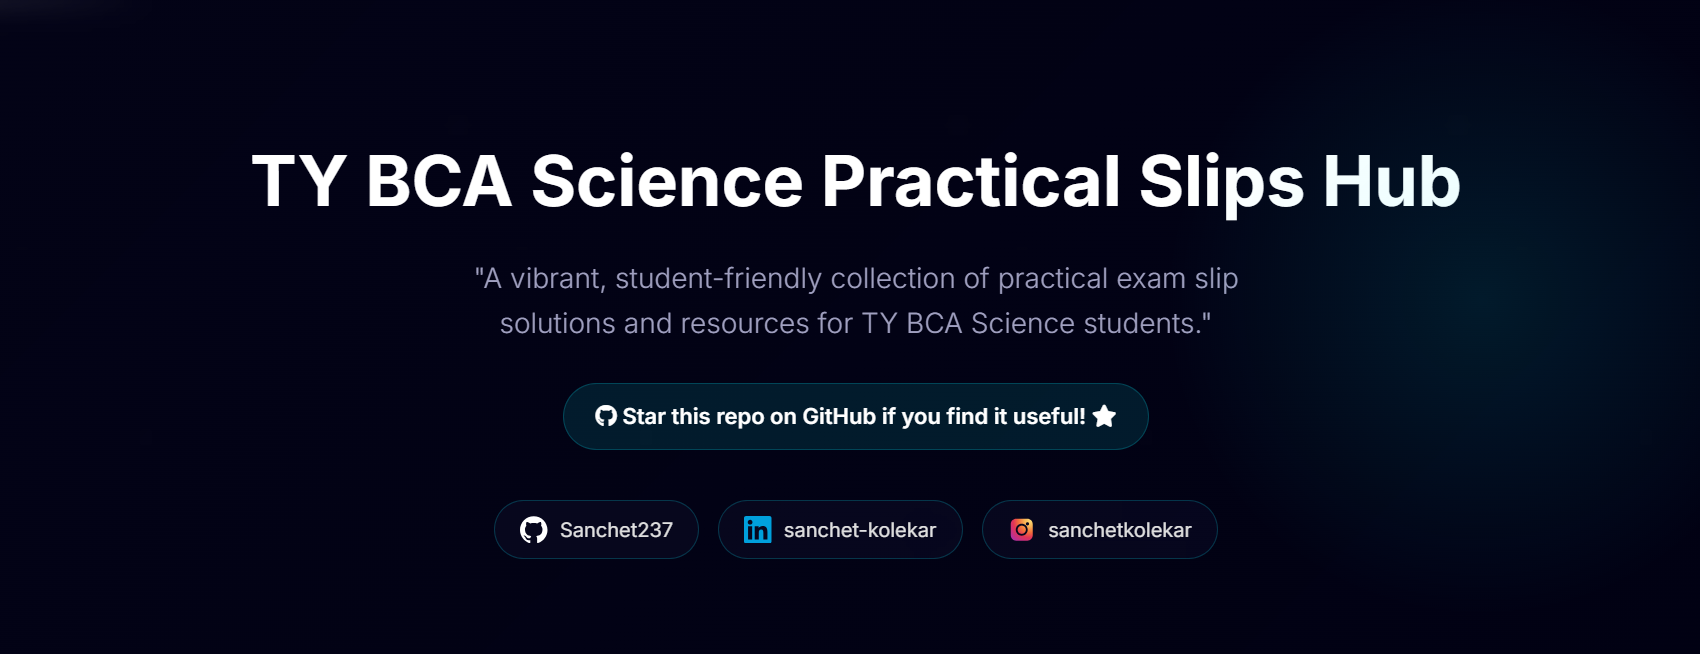 TY BCA Science Practical Slips Hub
"A vibrant, student-friendly collection of practical exam slip
solutions and resources for TY BCA Science students."
Star this repo on GitHub if you find it useful!
Sanchet237
sanchet-kolekar
sanchetkolekar